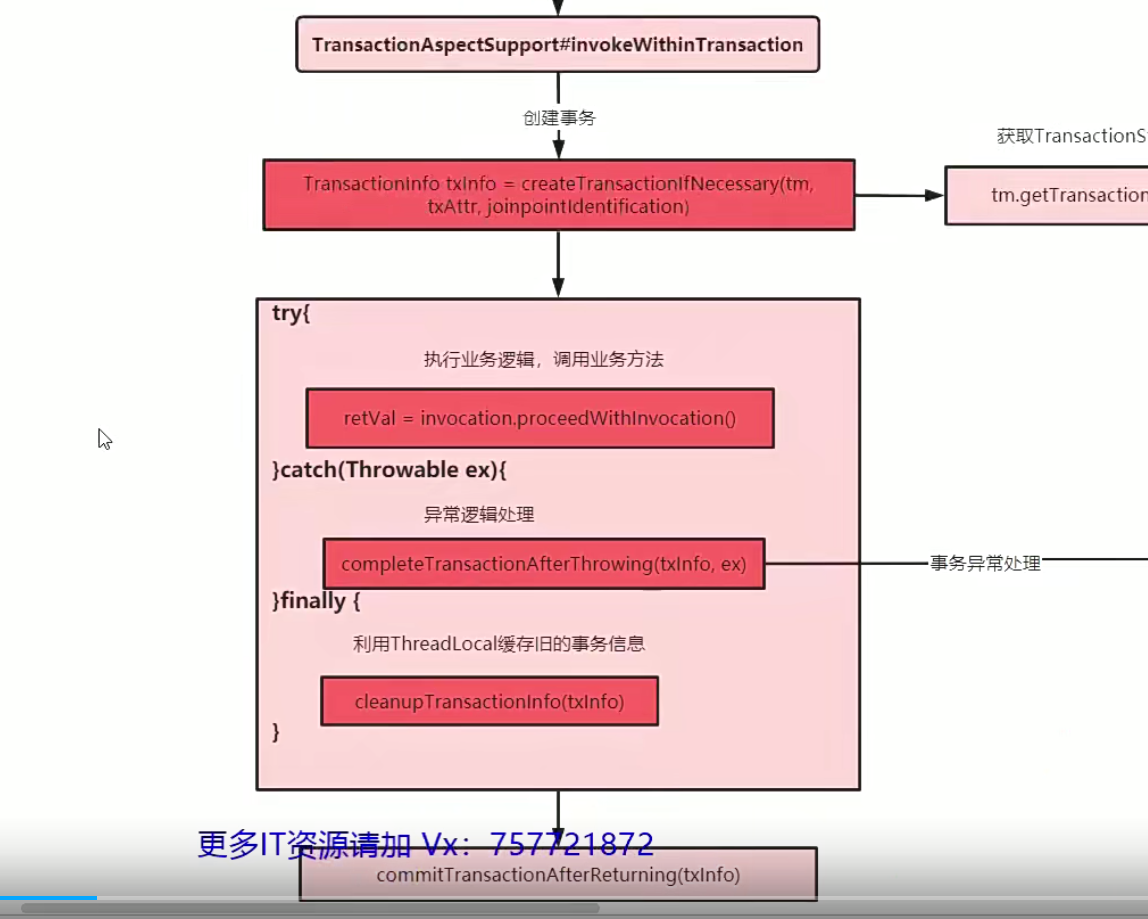 TransactionAspectSupport#invokeWithinTransaction
创建事务
获取TransactionS
TransactionInfo txInfo = createTransactionIfNecessary(tm,
txAttr, joinpointIdentification)
tm.getTransaction
try{
执行业务逻辑，调用业务方法
retVal = invocation.proceedWithInvocation()
}catch(Throwable ex){
异常逻辑处理
completeTransactionAfterThrowing(txInfo, ex)
事务异常处理
}finally {
利用ThreadLocal缓存旧的事务信息
cleanupTransactionInfo(txInfo)
}
更多IT资源请加 Vx：757721872
commitTransactionAfterReturning(txInfo)